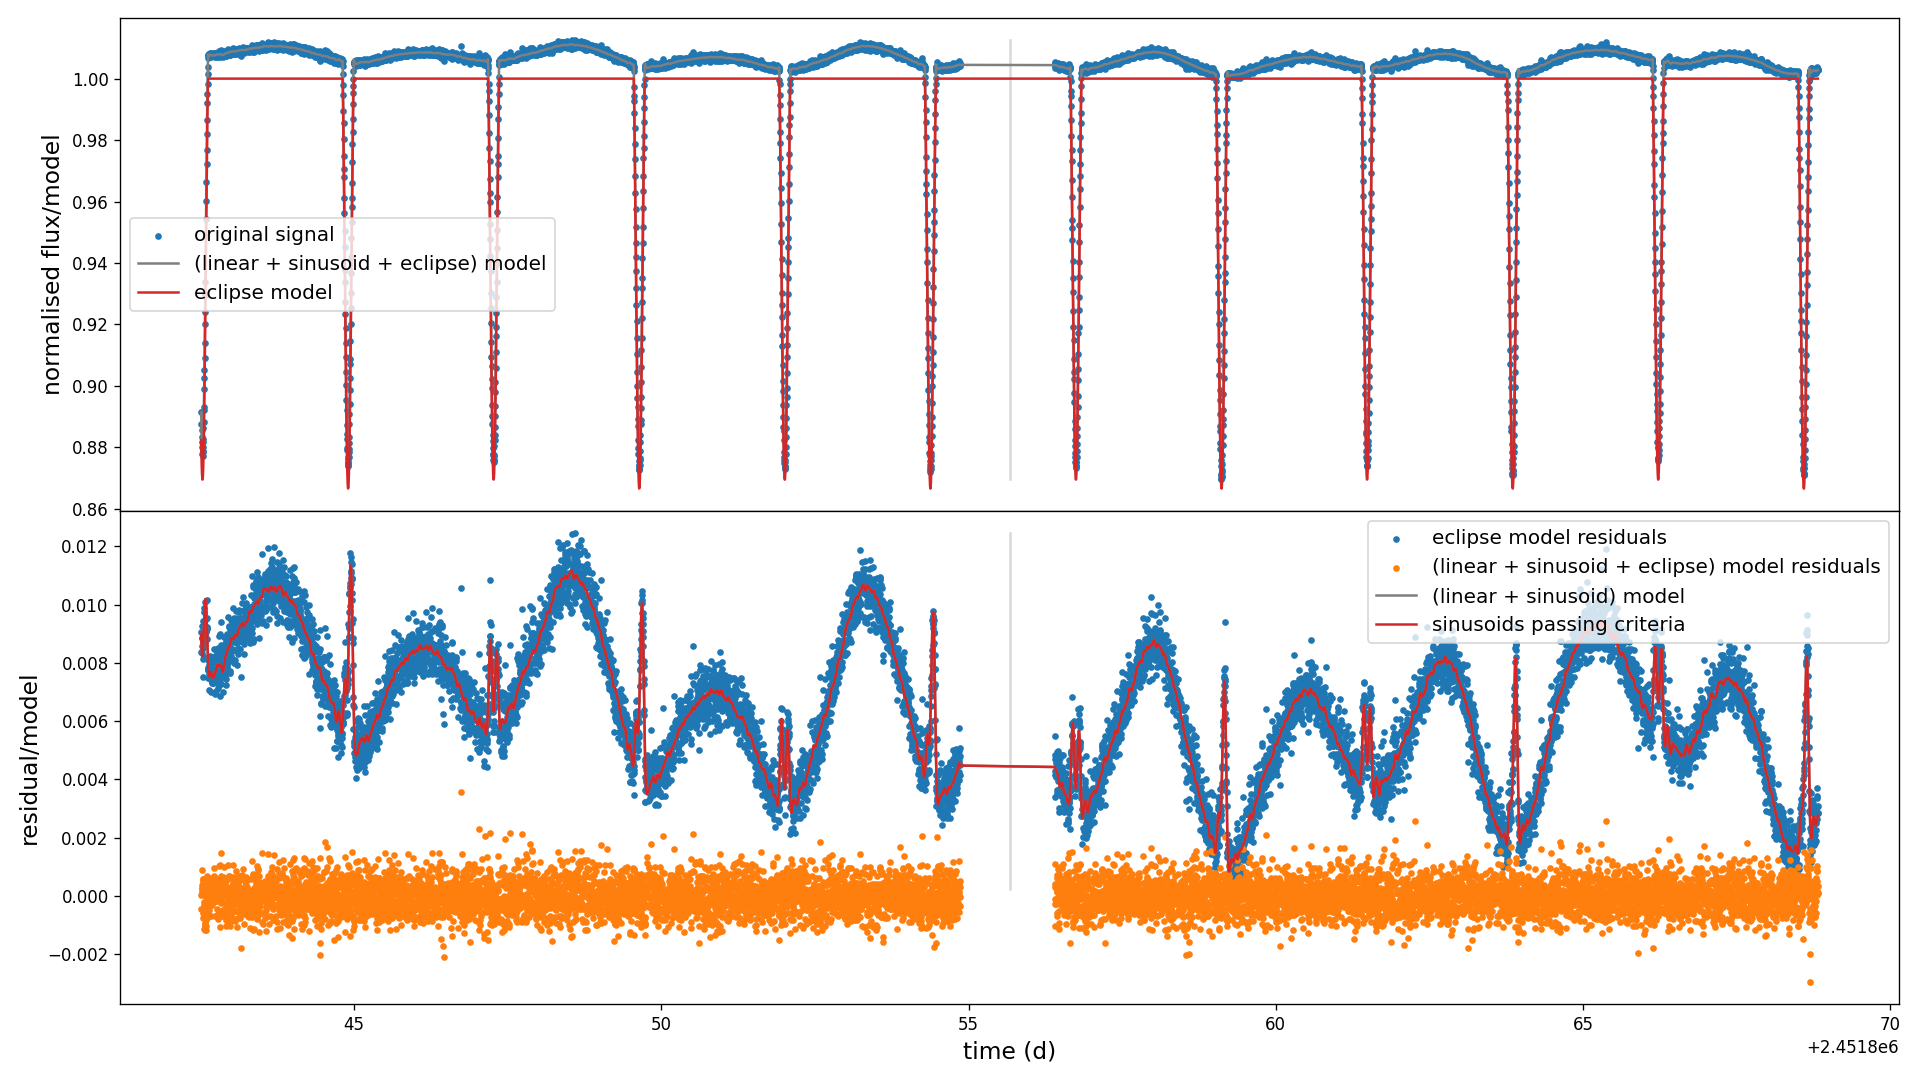 normalised flux/model
1.00
0.98
0.96
0.94
0.92
0.90
0.88
0.86
original signal
(linear + sinusoid + eclipse) model
eclipse model
residual/model
0.012
0.010
0.008
0.006
0.004
0.002
0.000
−0.002
eclipse model residuals
(linear + sinusoid + eclipse) model residuals
(linear + sinusoid) model
sinusoids passing criteria
45 50 55 60 65 70
time (d)
+2.4518e6